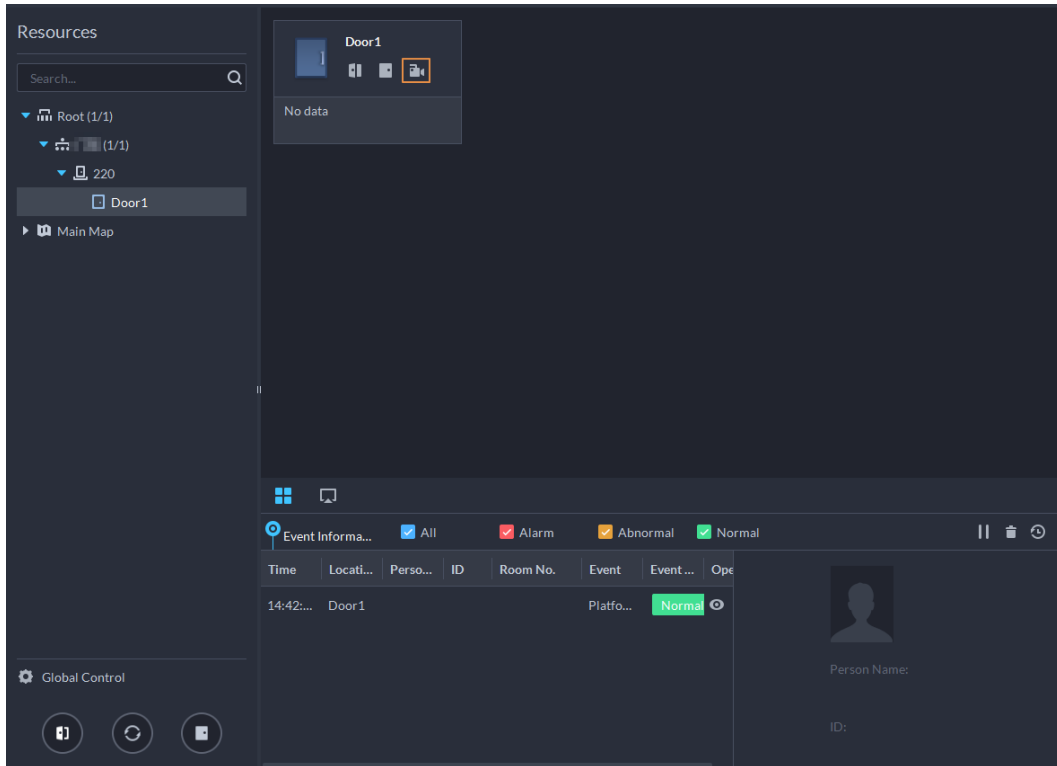 Resources
Search...
Root (1/1)
(1/1)
220
Door1
Main Map
Global Control
Door1
No data
Event Informa...
All
Alarm
Abnormal
Normal
Time Locati... Perso... ID Room No. Event Event ... Ope
14:42:... Door1 Platfo... Normal
Person Name:
ID: